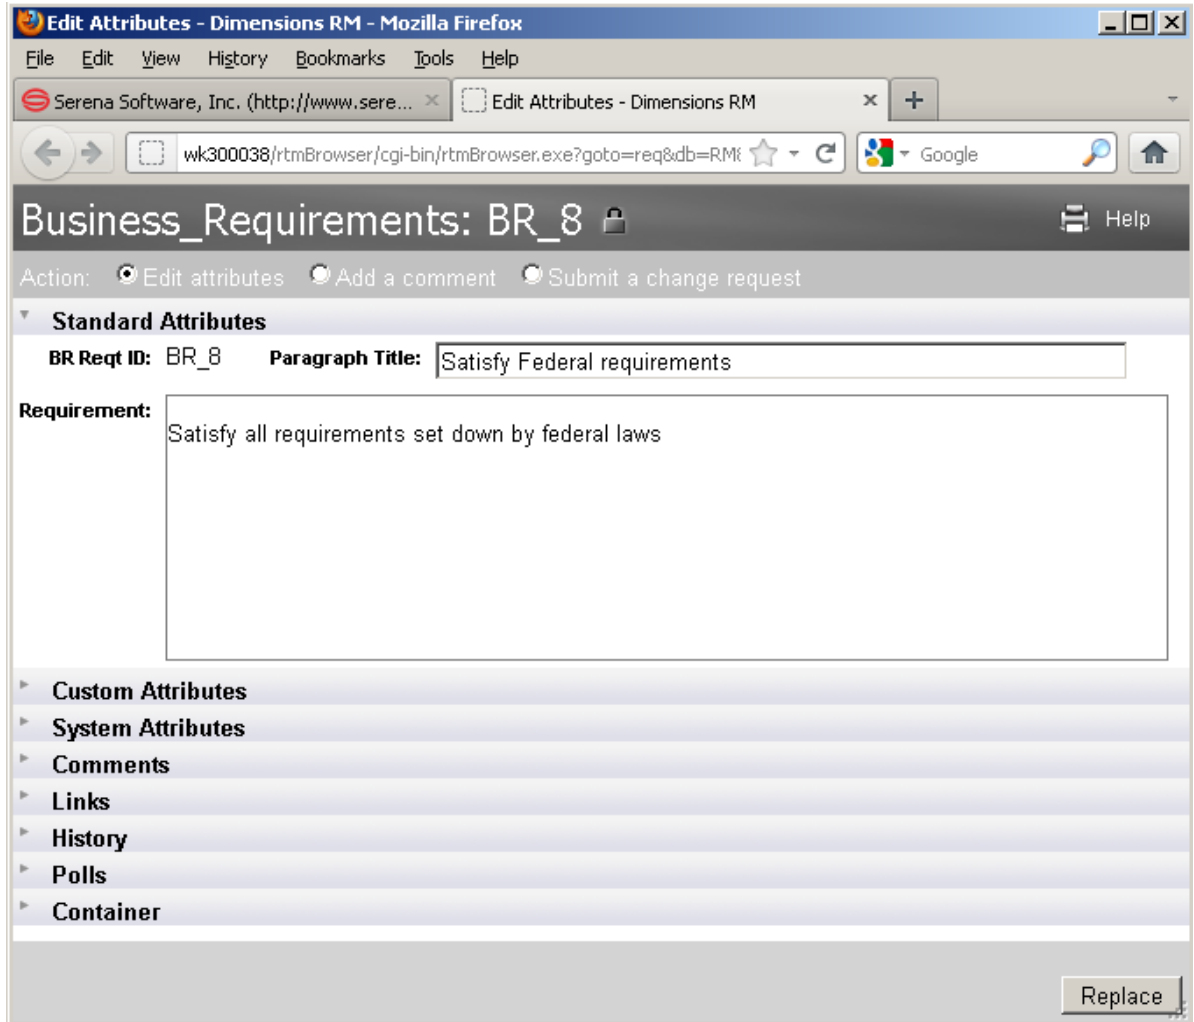 Edit Attributes - Dimensions RM - Mozilla Firefox
File Edit View History Bookmarks Tools Help
Serena Software, Inc. (http://www.sere... Edit Attributes - Dimensions RM
wk300038/rtmBrowser/cgi-bin/rtmBrowser.exe?goto=req&db=RM Google
Business_Requirements: BR_8 Help
Action: Edit attributes Add a comment Submit a change request
Standard Attributes
BR Reqt ID: BR_8 Paragraph Title: Satisfy Federal requirements
Requirement:
Satisfy all requirements set down by federal laws
Custom Attributes
System Attributes
Comments
Links
History
Polls
Container
Replace